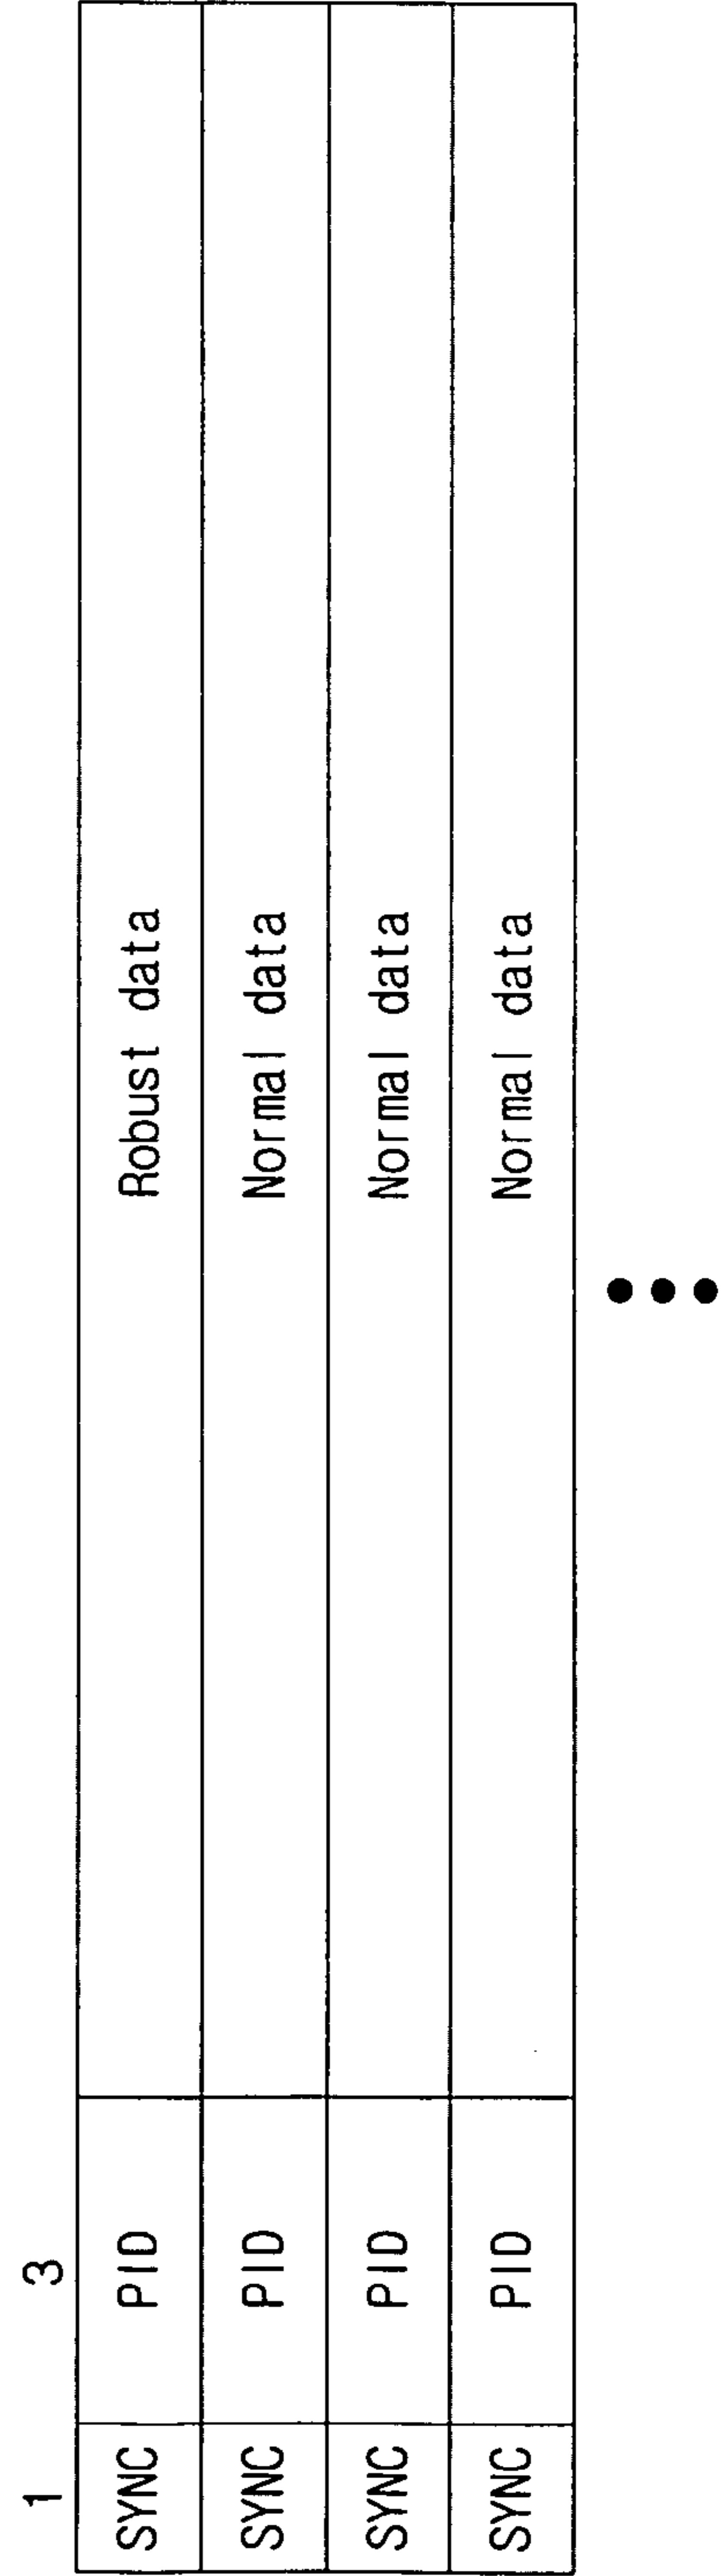 1 3
SYNC PID Robust data
SYNC PID Normal data
SYNC PID Normal data
SYNC PID Normal data